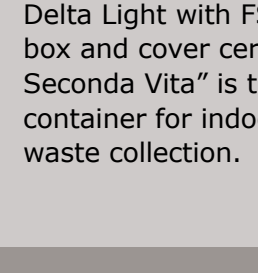 Delta Light with FS
box and cover cer
Seconda Vita” is t
container for indo
waste collection.